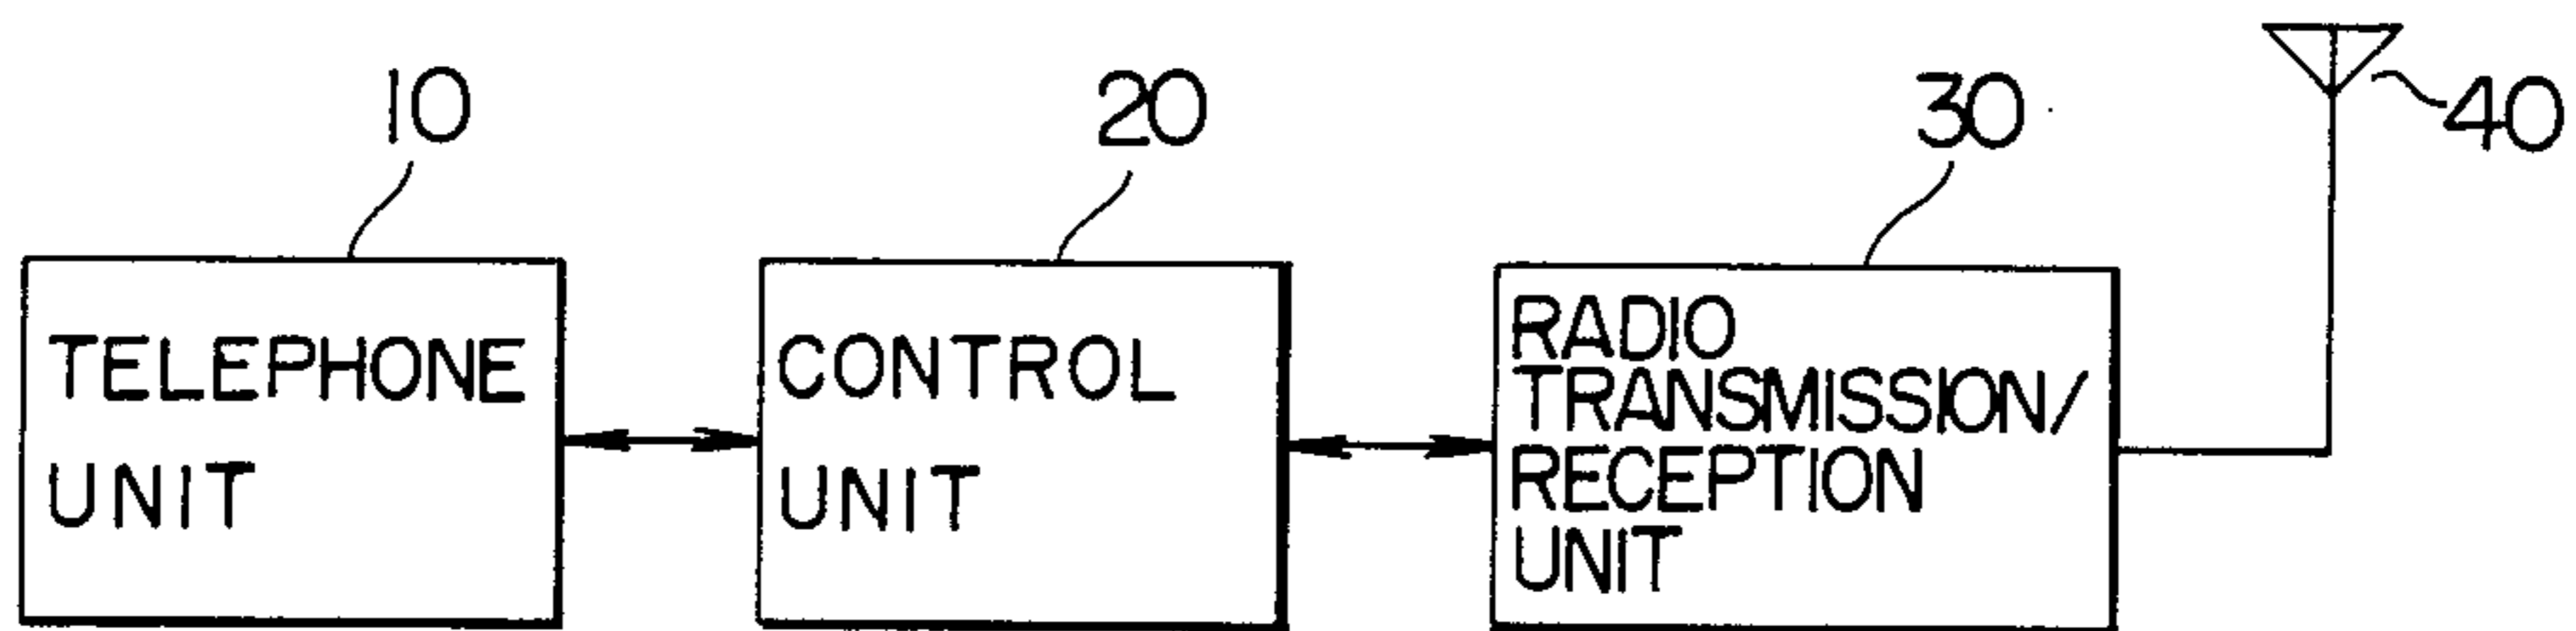 10
20
30
40
TELEPHONE
UNIT
CONTROL
UNIT
RADIO
TRANSMISSION/
RECEPTION
UNIT